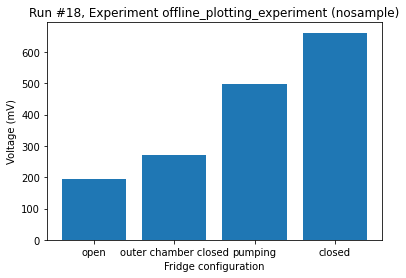 Run #18, Experiment offline_plotting_experiment (nosample)
600
500
400
300
200
100
0
Voltage (mV)
open outer chamber closed pumping closed
Fridge configuration